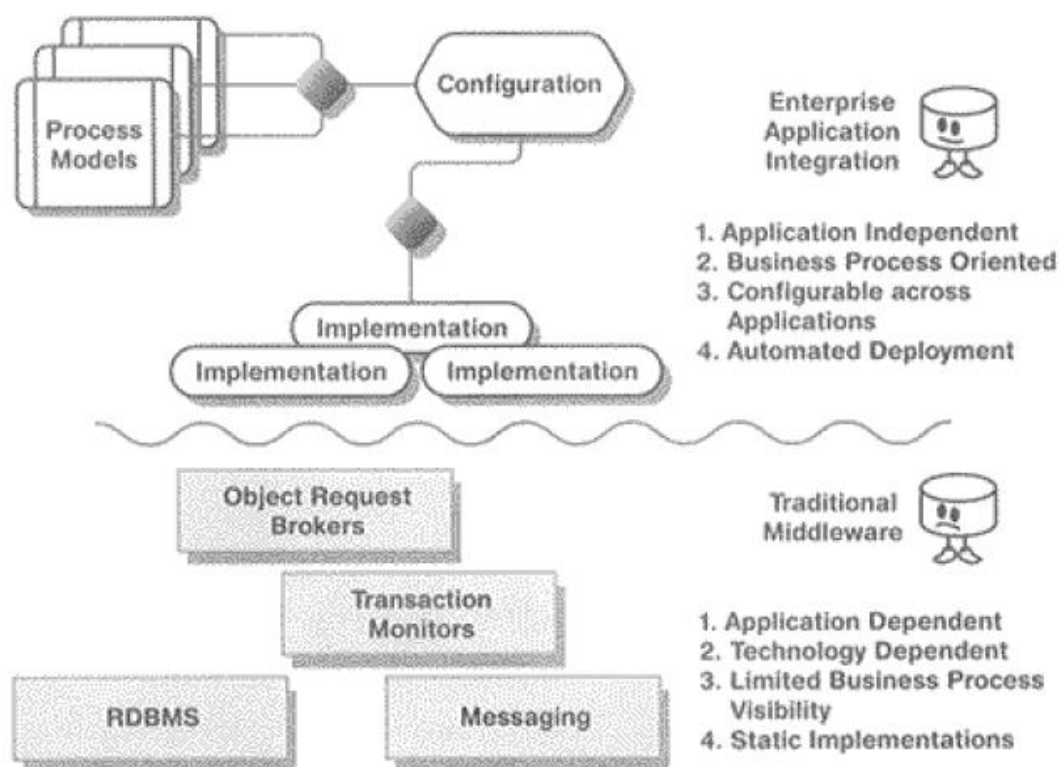 Process
Models
Configuration
Implementation
Implementation
Implementation
Enterprise
Application
Integration
1. Application Independent
2. Business Process Oriented
3. Configurable across
Applications
4. Automated Deployment
Object Request
Brokers
Transaction
Monitors
RDBMS
Messaging
Traditional
Middleware
1. Application Dependent
2. Technology Dependent
3. Limited Business Process
Visibility
4. Static Implementations